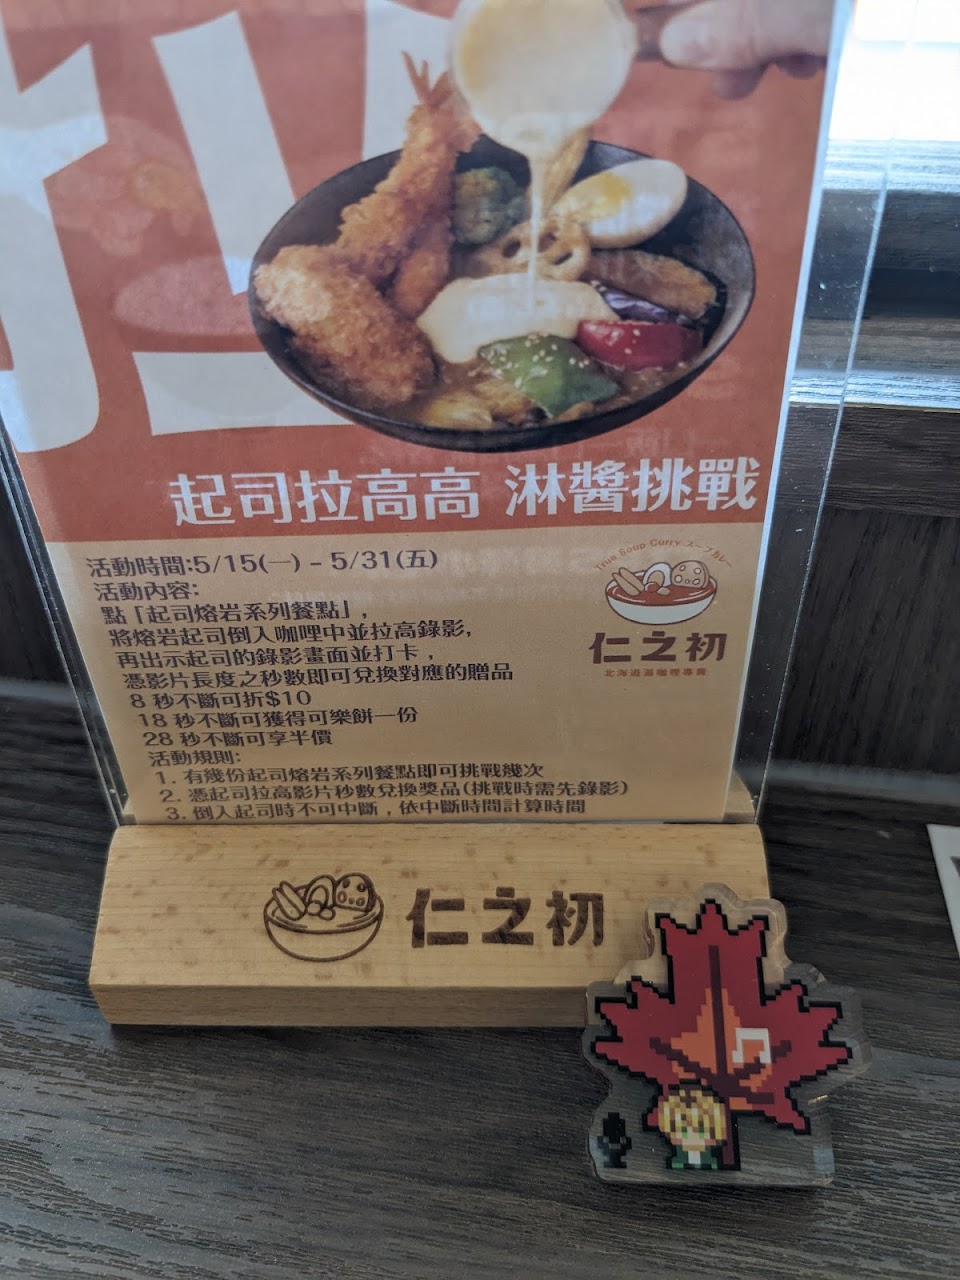 拉
起司拉高高 淋醬挑戰
活動時間:5/15(一) - 5/31(五)
活動內容:
點「起司熔岩系列餐點」,
將熔岩起司倒入咖哩中並拉高錄影,
再出示起司的錄影畫面並打卡,
憑影片長度之秒數即可兌換對應的贈品
8 秒不斷可折$10
18 秒不斷可獲得可樂餅一份
28 秒不斷可享半價
活動規則:
1. 有幾份起司熔岩系列餐點即可挑戰幾次
2. 憑起司拉高影片秒數兌換獎品(挑戰時需先錄影)
3. 倒入起司時不可中斷,依中斷時間計算時間
True Soup Curry スープカレー
仁之初
北海道湯咖哩專賣
仁之初